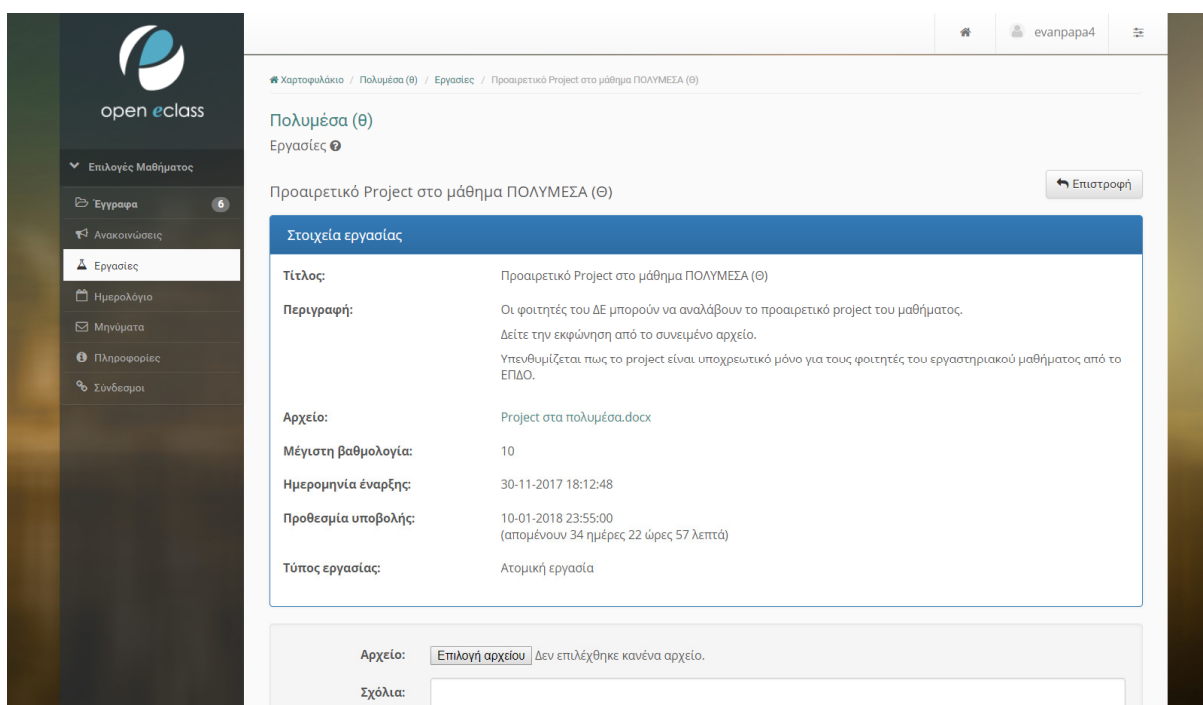 evanpapa4
open eclass
Χαρτοφυλάκιο / Πολυμέσα (θ) / Εργασίες / Προαιρετικό Project στο μάθημα ΠΟΛΥΜΕΣΑ (Θ)
Πολυμέσα (θ)
Εργασίες
Επιλογές Μαθήματος
Έγγραφα 6
Ανακοινώσεις
Εργασίες
Ημερολόγιο
Μηνύματα
Πληροφορίες
Σύνδεσμοι
Προαιρετικό Project στο μάθημα ΠΟΛΥΜΕΣΑ (Θ)
Επιστροφή
Στοιχεία εργασίας
Τίτλος: Προαιρετικό Project στο μάθημα ΠΟΛΥΜΕΣΑ (Θ)
Περιγραφή: Οι φοιτητές του ΔΕ μπορούν να αναλάβουν το προαιρετικό project του μαθήματος.
Δείτε την εκφώνηση από το συνειμένο αρχείο.
Υπενθυμίζεται πως το project είναι υποχρεωτικό μόνο για τους φοιτητές του εργαστηριακού μαθήματος από το
ΕΠΔΟ.
Αρχείο: Project στα πολυμέσα.docx
Μέγιστη βαθμολογία: 10
Ημερομηνία έναρξης: 30-11-2017 18:12:48
Προθεσμία υποβολής: 10-01-2018 23:55:00
(απομένουν 34 ημέρες 22 ώρες 57 λεπτά)
Τύπος εργασίας: Ατομική εργασία
Αρχείο: Επιλογή αρχείου Δεν επιλέχθηκε κανένα αρχείο.
Σχόλια: